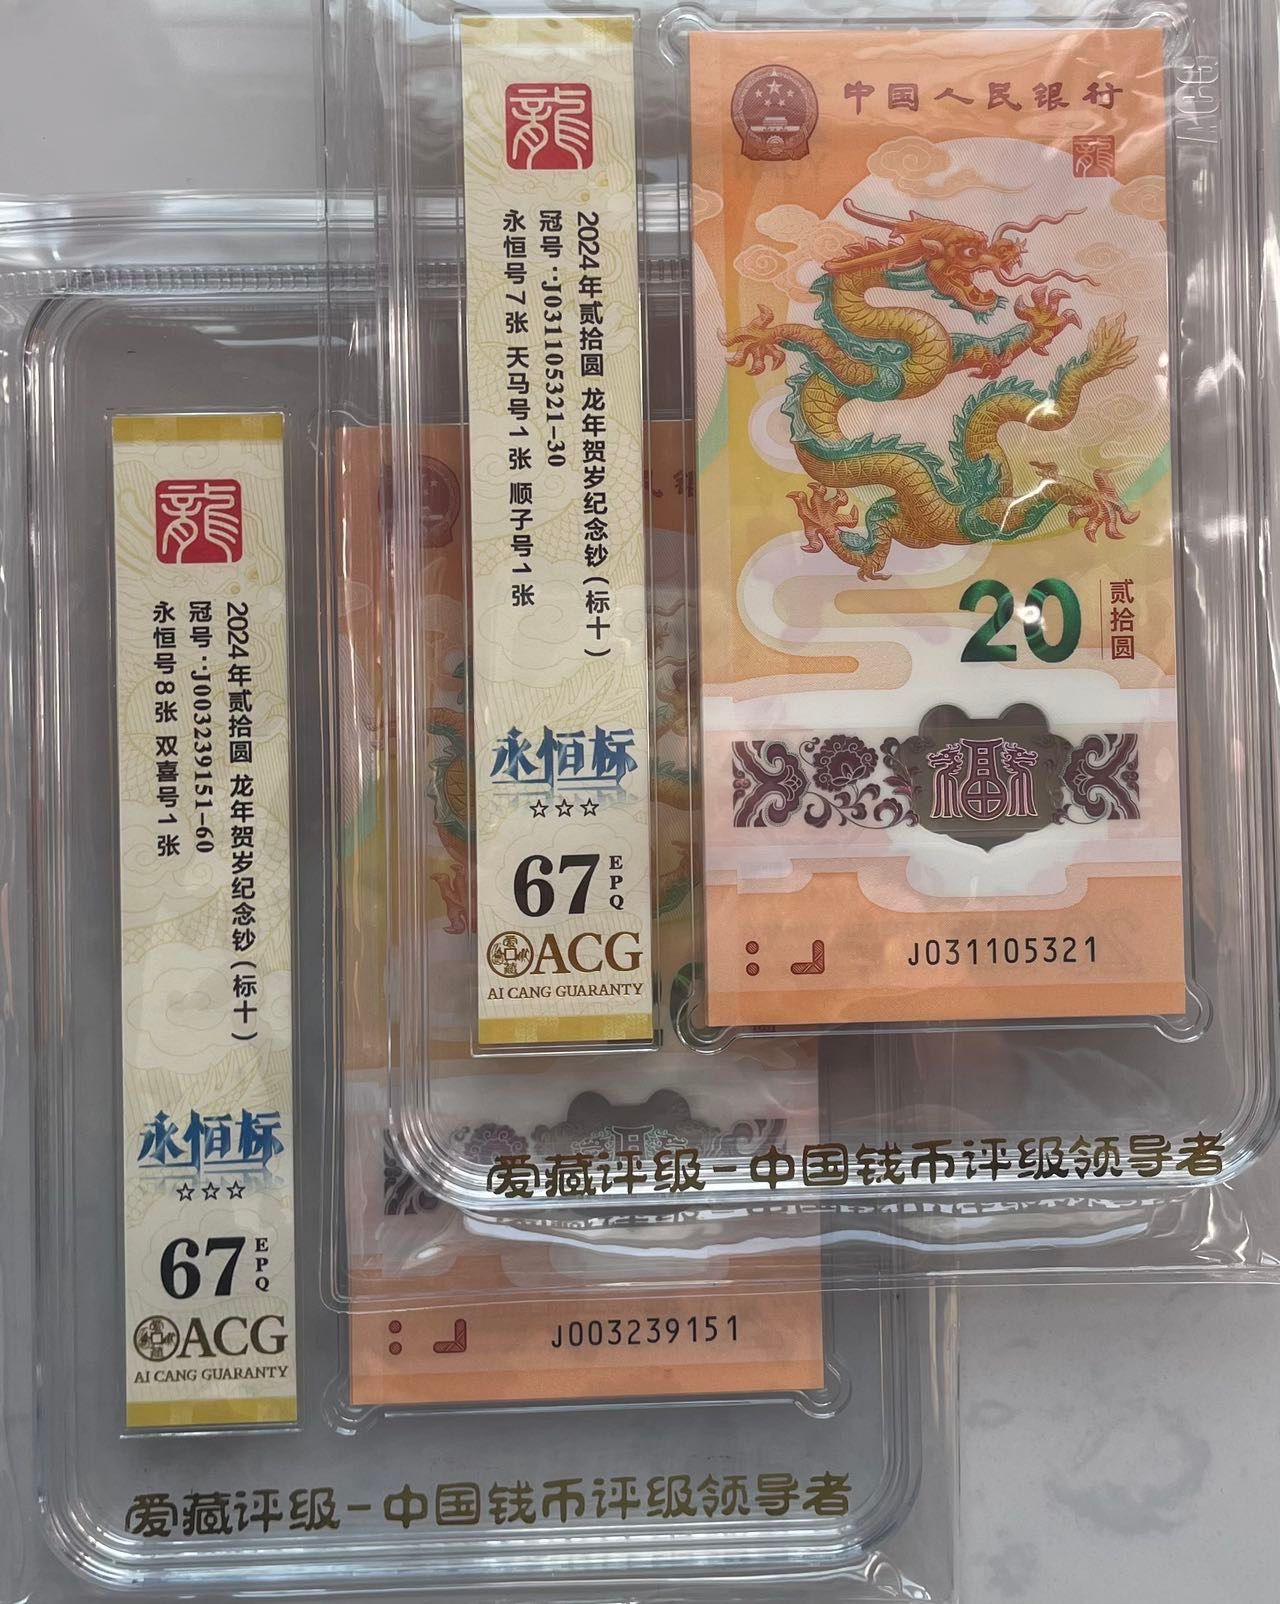 龍
2024年贰拾圆 龙年贺岁纪念钞(标十)
冠号:J031105321-30
永恒号7张 天马号1张 顺子号1张
永恒标
☆☆☆
67
EPQ
ACG
AI CANG GUARANTY
中国人民银行
龍
20
贰拾圆
福
J031105321
爱藏评级-中国钱币评级领导者
龍
2024年贰拾圆 龙年贺岁纪念钞(标十)
冠号:J003239151-60
永恒号8张 双喜号1张
永恒标
☆☆☆
67
EPQ
ACG
AI CANG GUARANTY
J003239151
爱藏评级-中国钱币评级领导者